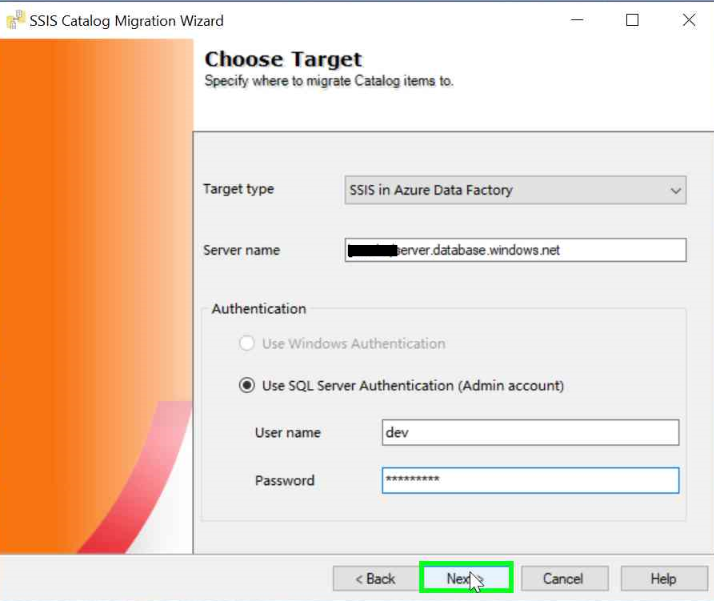 SSIS Catalog Migration Wizard
Choose Target
Specify where to migrate Catalog items to.
Target type
SSIS in Azure Data Factory
Server name
server.database.windows.net
Authentication
Use Windows Authentication
Use SQL Server Authentication (Admin account)
User name
dev
Password
*********
< Back
Next >
Cancel
Help